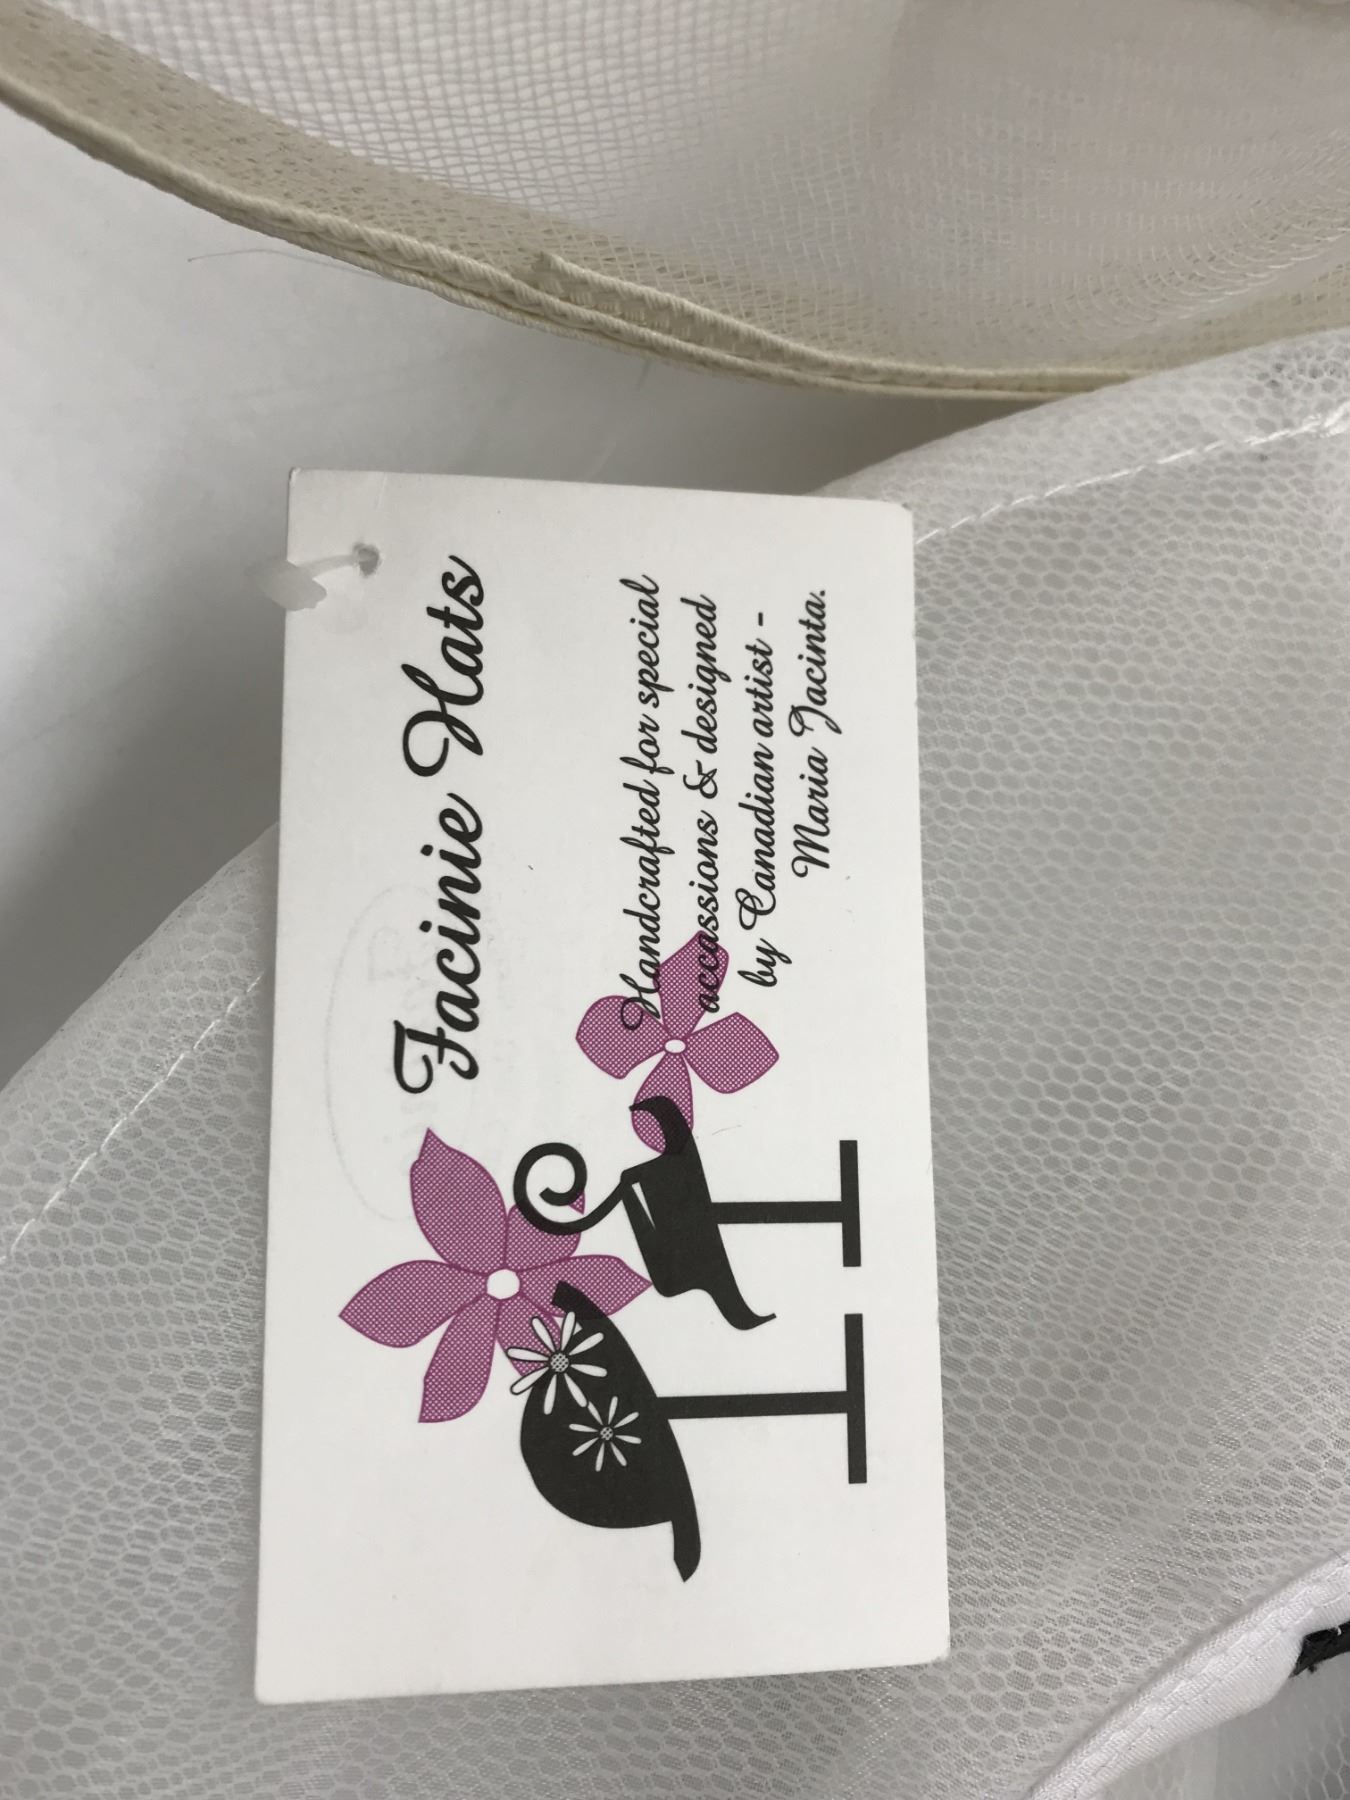 Facinie Hats
Handcrafted for special
accassions & designed
by Canadian artist -
Maria Jacinta.